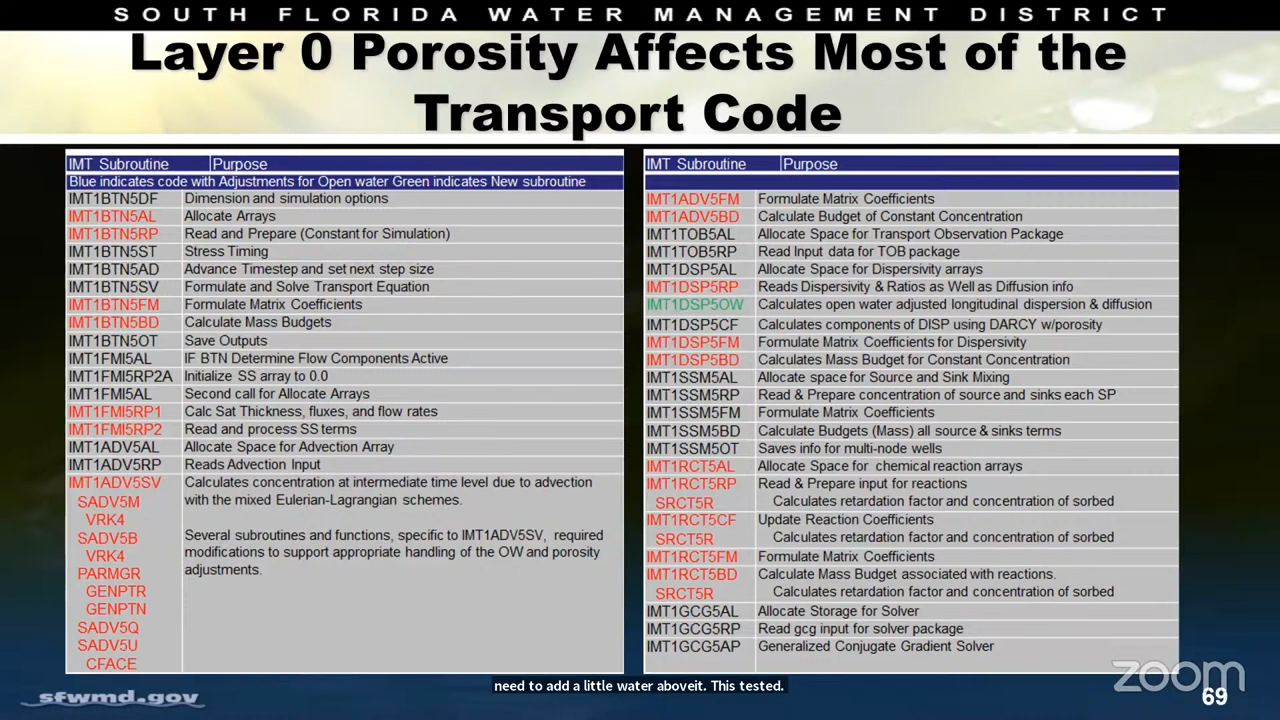 SOUTH FLORIDA WATER MANAGEMENT DISTRICT
Layer 0 Porosity Affects Most of the
Transport Code
IMT Subroutine Purpose
Blue indicates code with Adjustments for Open water Green indicates New subroutine
IMT1BTN5DF Dimension and simulation options
IMT1BTN5AL Allocate Arrays
IMT1BTN5RP Read and Prepare (Constant for Simulation)
IMT1BTN5ST Stress Timing
IMT1BTN5AD Advance Timestep and set next step size
IMT1BTN5SV Formulate and Solve Transport Equation
IMT1BTN5FM Formulate Matrix Coefficients
IMT1BTN5BD Calculate Mass Budgets
IMT1BTN5OT Save Outputs
IMT1FMI5AL IF BTN Determine Flow Components Active
IMT1FMI5RP2A Initialize SS array to 0.0
IMT1FMI5AL Second call for Allocate Arrays
IMT1FMI5RP1 Calc Sat Thickness, fluxes, and flow rates
IMT1FMI5RP2 Read and process SS terms
IMT1ADV5AL Allocate Space for Advection Array
IMT1ADV5RP Reads Advection Input
IMT1ADV5SV Calculates concentration at intermediate time level due to advection
SADV5M with the mixed Eulerian-Lagrangian schemes.
VRK4
SADV5B Several subroutines and functions, specific to IMT1ADV5SV, required
VRK4 modifications to support appropriate handling of the OW and porosity
PARMGR adjustments.
GENPTR
GENPTN
SADV5Q
SADV5U
CFACE
IMT Subroutine Purpose
IMT1ADV5FM Formulate Matrix Coefficients
IMT1ADV5BD Calculate Budget of Constant Concentration
IMT1TOB5AL Allocate Space for Transport Observation Package
IMT1TOB5RP Read Input data for TOB package
IMT1DSP5AL Allocate Space for Dispersivity arrays
IMT1DSP5RP Reads Dispersivity & Ratios as Well as Diffusion info
IMT1DSP5OW Calculates open water adjusted longitudinal dispersion & diffusion
IMT1DSP5CF Calculates components of DISP using DARCY w/porosity
IMT1DSP5FM Formulate Matrix Coefficients for Dispersivity
IMT1DSP5BD Calculates Mass Budget for Constant Concentration
IMT1SSM5AL Allocate space for Source and Sink Mixing
IMT1SSM5RP Read & Prepare concentration of source and sinks each SP
IMT1SSM5FM Formulate Matrix Coefficients
IMT1SSM5BD Calculate Budgets (Mass) all source & sinks terms
IMT1SSM5OT Saves info for multi-node wells
IMT1RCT5AL Allocate Space for chemical reaction arrays
IMT1RCT5RP Read & Prepare input for reactions
SRCT5R Calculates retardation factor and concentration of sorbed
IMT1RCT5CF Update Reaction Coefficients
SRCT5R Calculates retardation factor and concentration of sorbed
IMT1RCT5FM Formulate Matrix Coefficients
IMT1RCT5BD Calculate Mass Budget associated with reactions.
SRCT5R Calculates retardation factor and concentration of sorbed
IMT1GCG5AL Allocate Storage for Solver
IMT1GCG5RP Read gcg input for solver package
IMT1GCG5AP Generalized Conjugate Gradient Solver
need to add a little water aboveit. This tested.
sfwmd.gov
zoom
69